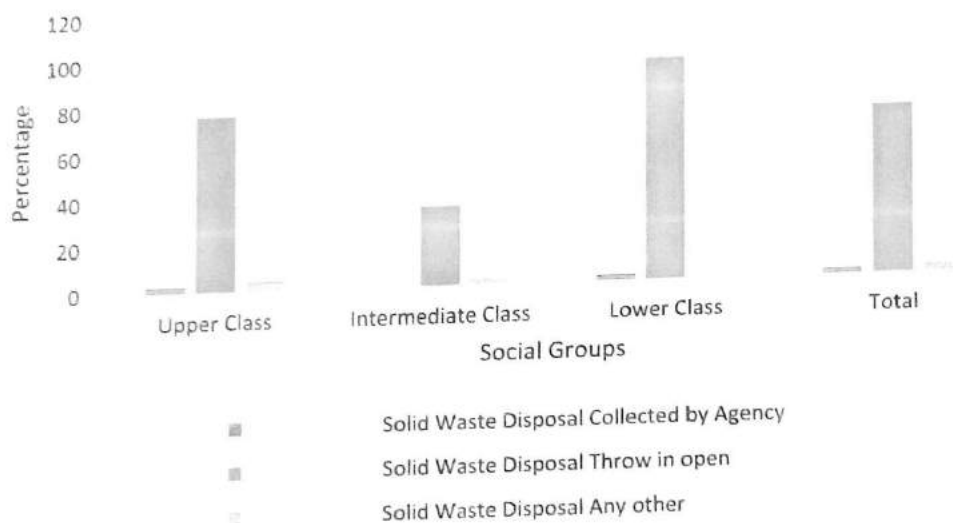 120
100
80
60
40
20
0
Percentage
Upper Class
Intermediate Class
Lower Class
Total
Social Groups
Solid Waste Disposal Collected by Agency
Solid Waste Disposal Throw in open
Solid Waste Disposal Any other